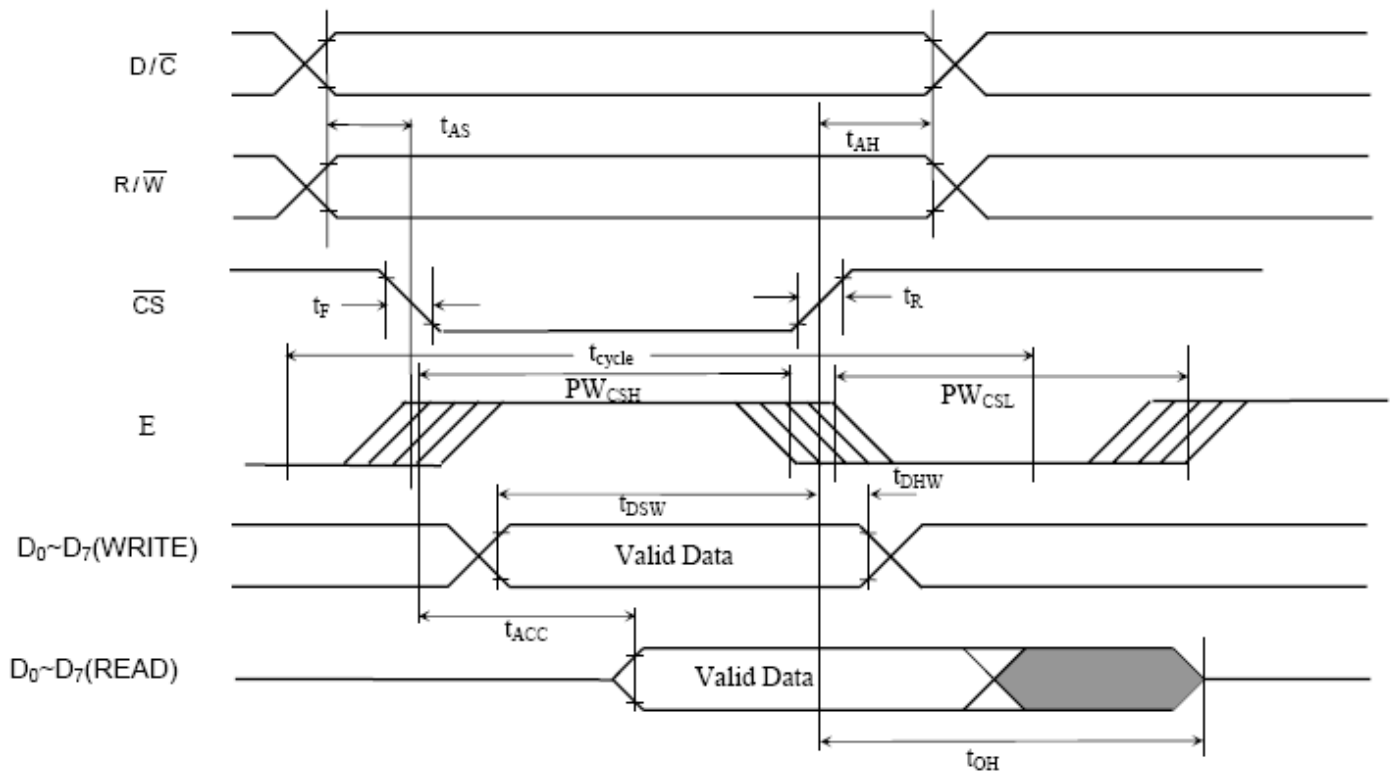 D/C̅
t_AS
t_AH
R/W̅
C̅S̅
t_F
t_R
t_cycle
PW_CSH
PW_CSL
E
t_DHW
t_DSW
D₀~D₇(WRITE)
Valid Data
t_ACC
D₀~D₇(READ)
Valid Data
t_OH